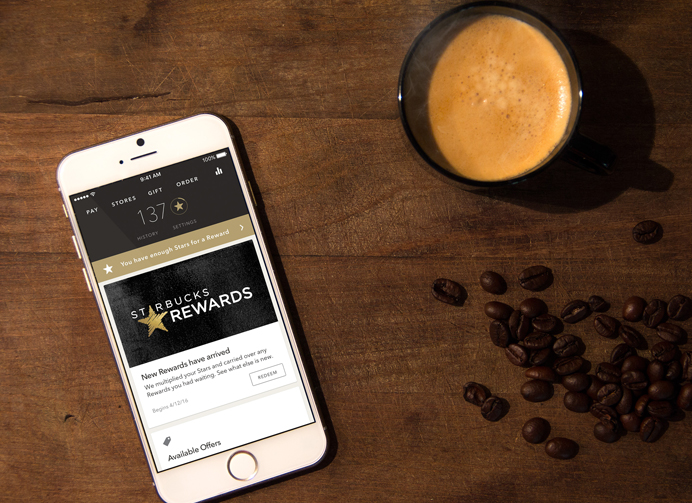 9:41 AM
100%
PAY STORES GIFT ORDER
137
HISTORY SETTINGS
You have enough Stars for a Reward
STARBUCKS
REWARDS
New Rewards have arrived
We multiplied your Stars and carried over any
Rewards you had waiting. See what else is new.
REDEEM
Begins 4/12/16
Available Offers